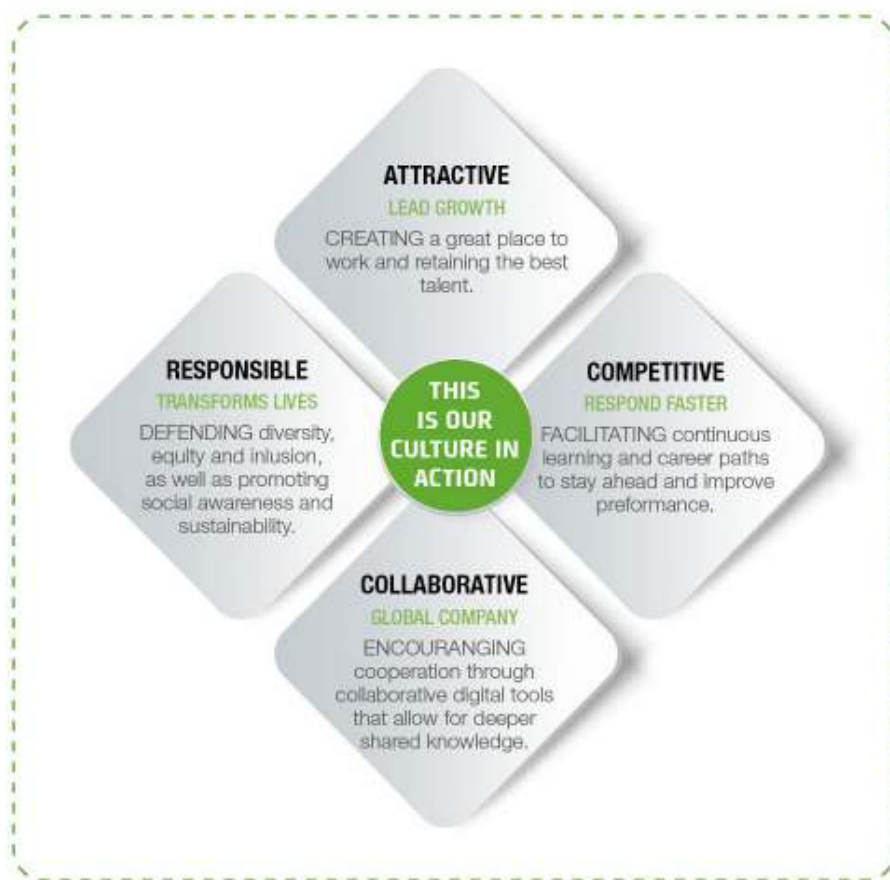 ATTRACTIVE
LEAD GROWTH
CREATING a great place to
work and retaining the best
talent.
RESPONSIBLE
TRANSFORMS LIVES
DEFENDING diversity,
equity and inlusion,
as well as promoting
social awareness and
sustainability.
THIS
IS OUR
CULTURE IN
ACTION
COMPETITIVE
RESPOND FASTER
FACILITATING continuous
learning and career paths
to stay ahead and improve
preformance.
COLLABORATIVE
GLOBAL COMPANY
ENCOURANGING
cooperation through
collaborative digital tools
that allow for deeper
shared knowledge.